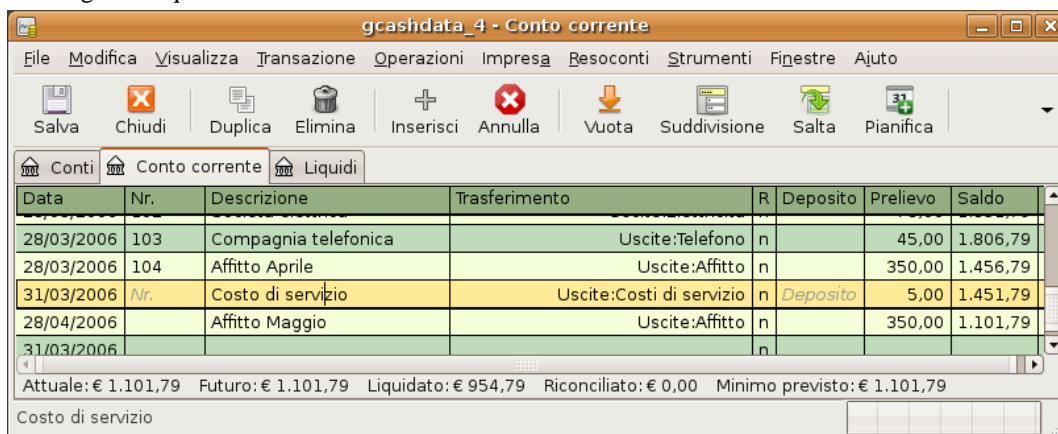 gcashdata_4 - Conto corrente
File Modifica Visualizza Transazione Operazioni Impresa Resoconti Strumenti Finestre Aiuto
Salva Chiudi Duplica Elimina Inserisci Annulla Vuota Suddivisione Salta Pianifica
Conti Conto corrente Liquidi
Data Nr. Descrizione Trasferimento R Deposito Prelievo Saldo
28/03/2006 103 Compagnia telefonica Uscite:Telefono n 45,00 1.806,79
28/03/2006 104 Affitto Aprile Uscite:Affitto n 350,00 1.456,79
31/03/2006 Nr. Costo di servizio Uscite:Costi di servizio n Deposito 5,00 1.451,79
28/04/2006 Affitto Maggio Uscite:Affitto n 350,00 1.101,79
31/03/2006 n
Attuale: € 1.101,79 Futuro: € 1.101,79 Liquidato: € 954,79 Riconciliato: € 0,00 Minimo previsto: € 1.101,79
Costo di servizio